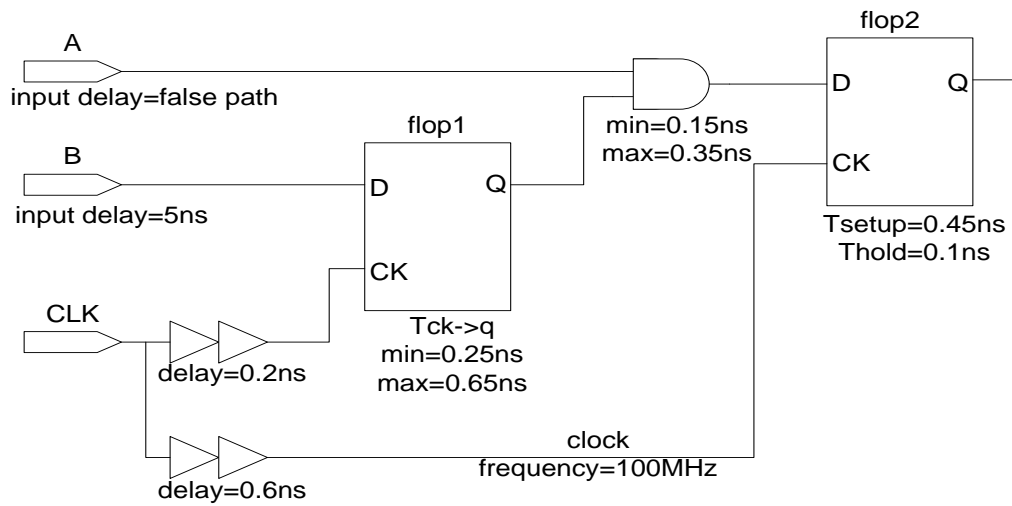 flop2
A
D
Q
input delay=false path
flop1
min=0.15ns
max=0.35ns
B
CK
D
Q
input delay=5ns
Tsetup=0.45ns
Thold=0.1ns
CK
CLK
Tck->q
min=0.25ns
delay=0.2ns
max=0.65ns
clock
frequency=100MHz
delay=0.6ns